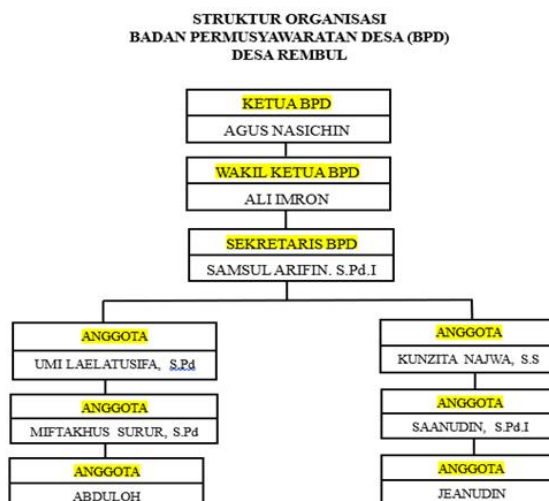 STRUKTUR ORGANISASI
BADAN PERMUSYAWARATAN DESA (BPD)
DESA REMBUL
KETUA BPD
AGUS NASICHIN
WAKIL KETUA BPD
ALI IMRON
SEKRETARIS BPD
SAMSUL ARIFIN. S.Pd.I
ANGGOTA
UMI LAELATUSIFA, S.Pd
ANGGOTA
MIFTAKHUS SURUR, S.Pd
ANGGOTA
ABDULOH
ANGGOTA
KUNZITA NAJWA, S.S
ANGGOTA
SAANUDIN, S.Pd.I
ANGGOTA
JEANUDIN